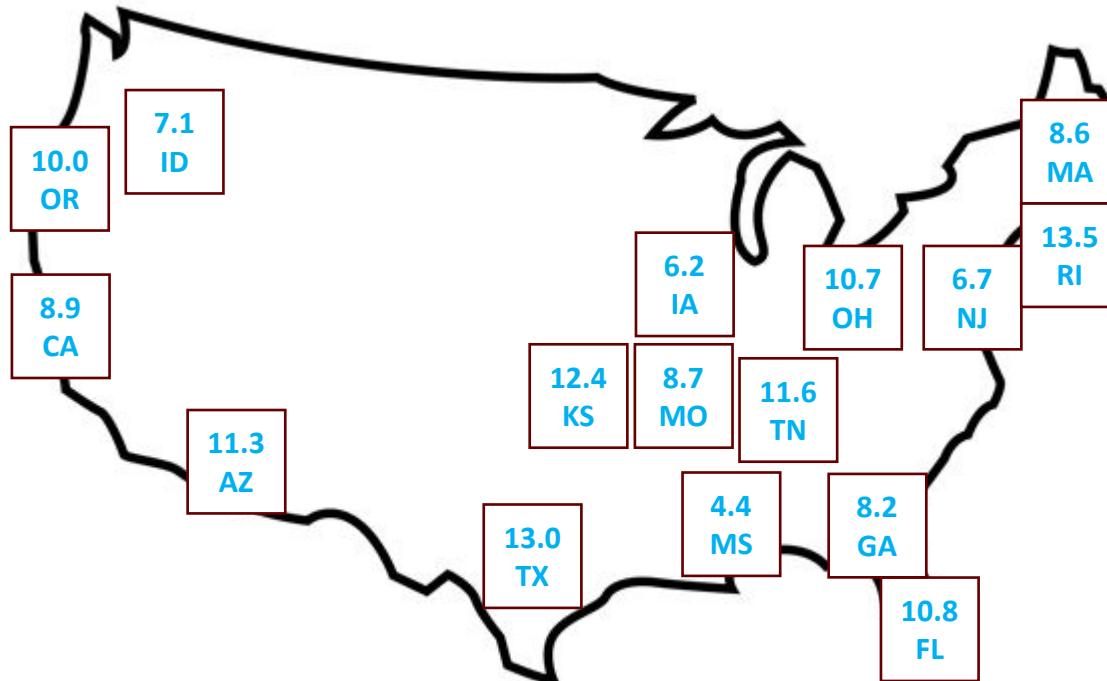 7.1
ID
8.6
MA
10.0
OR
13.5
RI
6.2
IA
10.7
OH
6.7
NJ
8.9
CA
12.4
KS
8.7
MO
11.6
TN
11.3
AZ
4.4
MS
8.2
GA
13.0
TX
10.8
FL